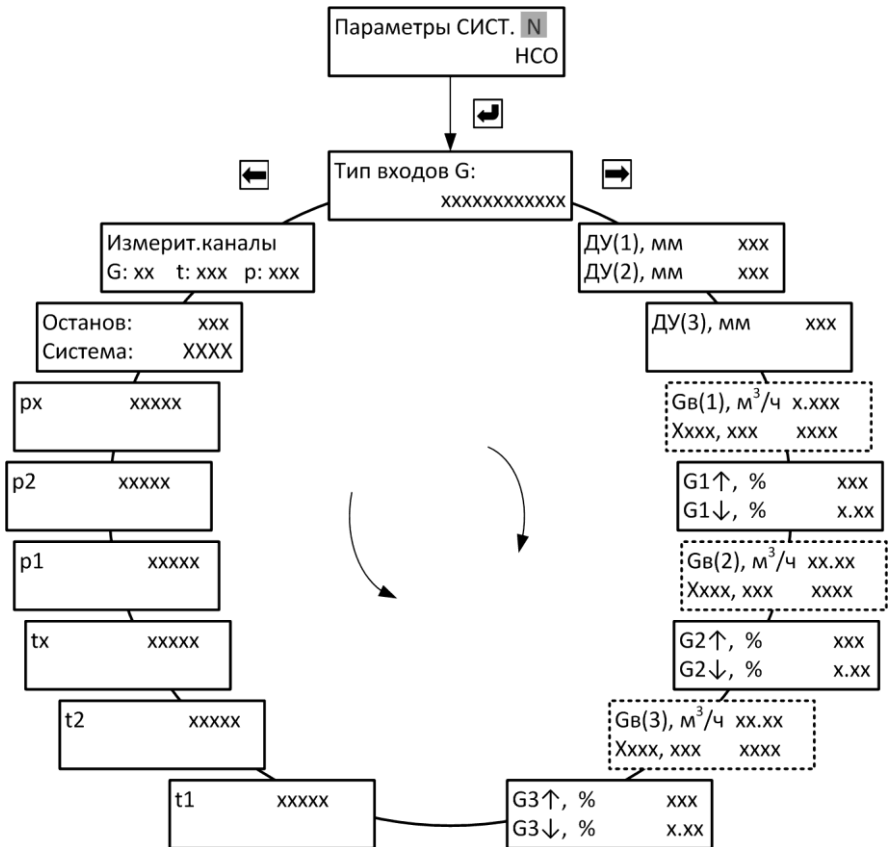 Параметры СИСТ. N
НСО
Тип входов G:
xxxxxxxxxxxx
ДУ(1), мм xxx
ДУ(2), мм xxx
ДУ(3), мм xxx
Gв(1), м³/ч x.xxx
Xxxx, xxx xxxx
G1↑, % xxx
G1↓, % x.xx
Gв(2), м³/ч xx.xx
Xxxx, xxx xxxx
G2↑, % xxx
G2↓, % x.xx
Gв(3), м³/ч xx.xx
Xxxx, xxx xxxx
G3↑, % xxx
G3↓, % x.xx
t1 xxxxx
t2 xxxxx
tx xxxxx
p1 xxxxx
p2 xxxxx
px xxxxx
Останов: xxx
Система: XXXX
Измерит.каналы
G: xx t: xxx p: xxx